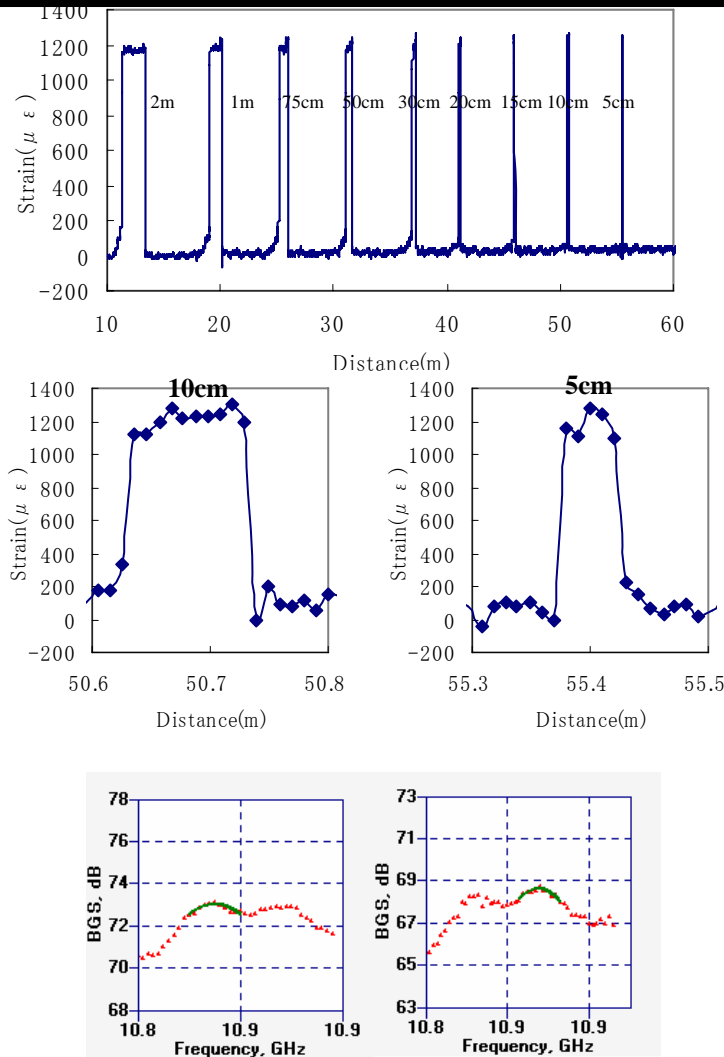 1400
1200
1000
800
600
400
200
0
-200
Strain(μ ε)
2m 1m 75cm 50cm 30cm 20cm 15cm 10cm 5cm
10 20 30 40 50 60
Distance(m)
10cm
1400
1200
1000
800
600
400
200
0
-200
Strain(μ ε)
50.6 50.7 50.8
Distance(m)
5cm
1400
1200
1000
800
600
400
200
0
-200
Strain(μ ε)
55.3 55.4 55.5
Distance(m)
78
76
74
72
70
68
BGS, dB
10.8 10.9 10.9
Frequency, GHz
73
71
69
67
65
63
BGS, dB
10.8 10.9 10.9
Frequency, GHz